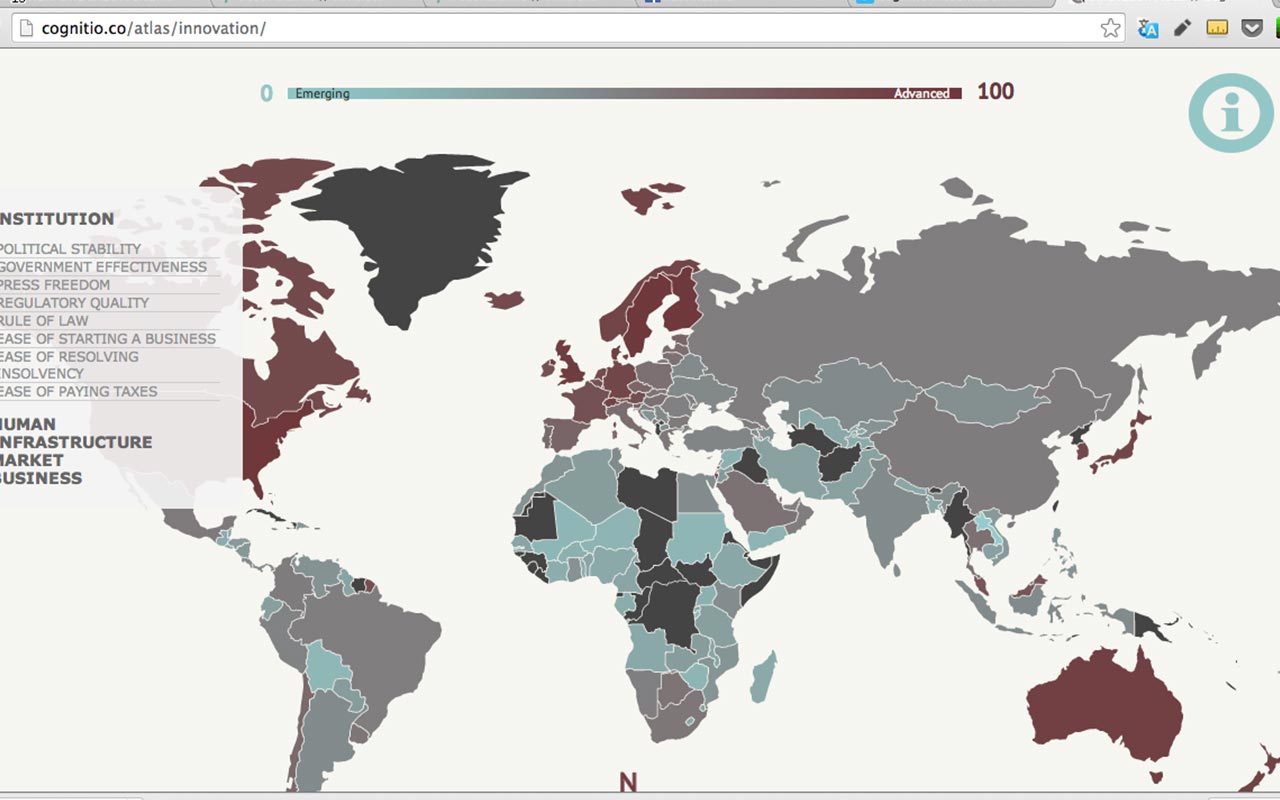 cognitio.co/atlas/innovation/
0 Emerging Advanced 100
i
NSTITUTION
POLITICAL STABILITY
GOVERNMENT EFFECTIVENESS
PRESS FREEDOM
REGULATORY QUALITY
RULE OF LAW
EASE OF STARTING A BUSINESS
EASE OF RESOLVING
NSOLVENCY
EASE OF PAYING TAXES
HUMAN
NFRASTRUCTURE
MARKET
BUSINESS
N